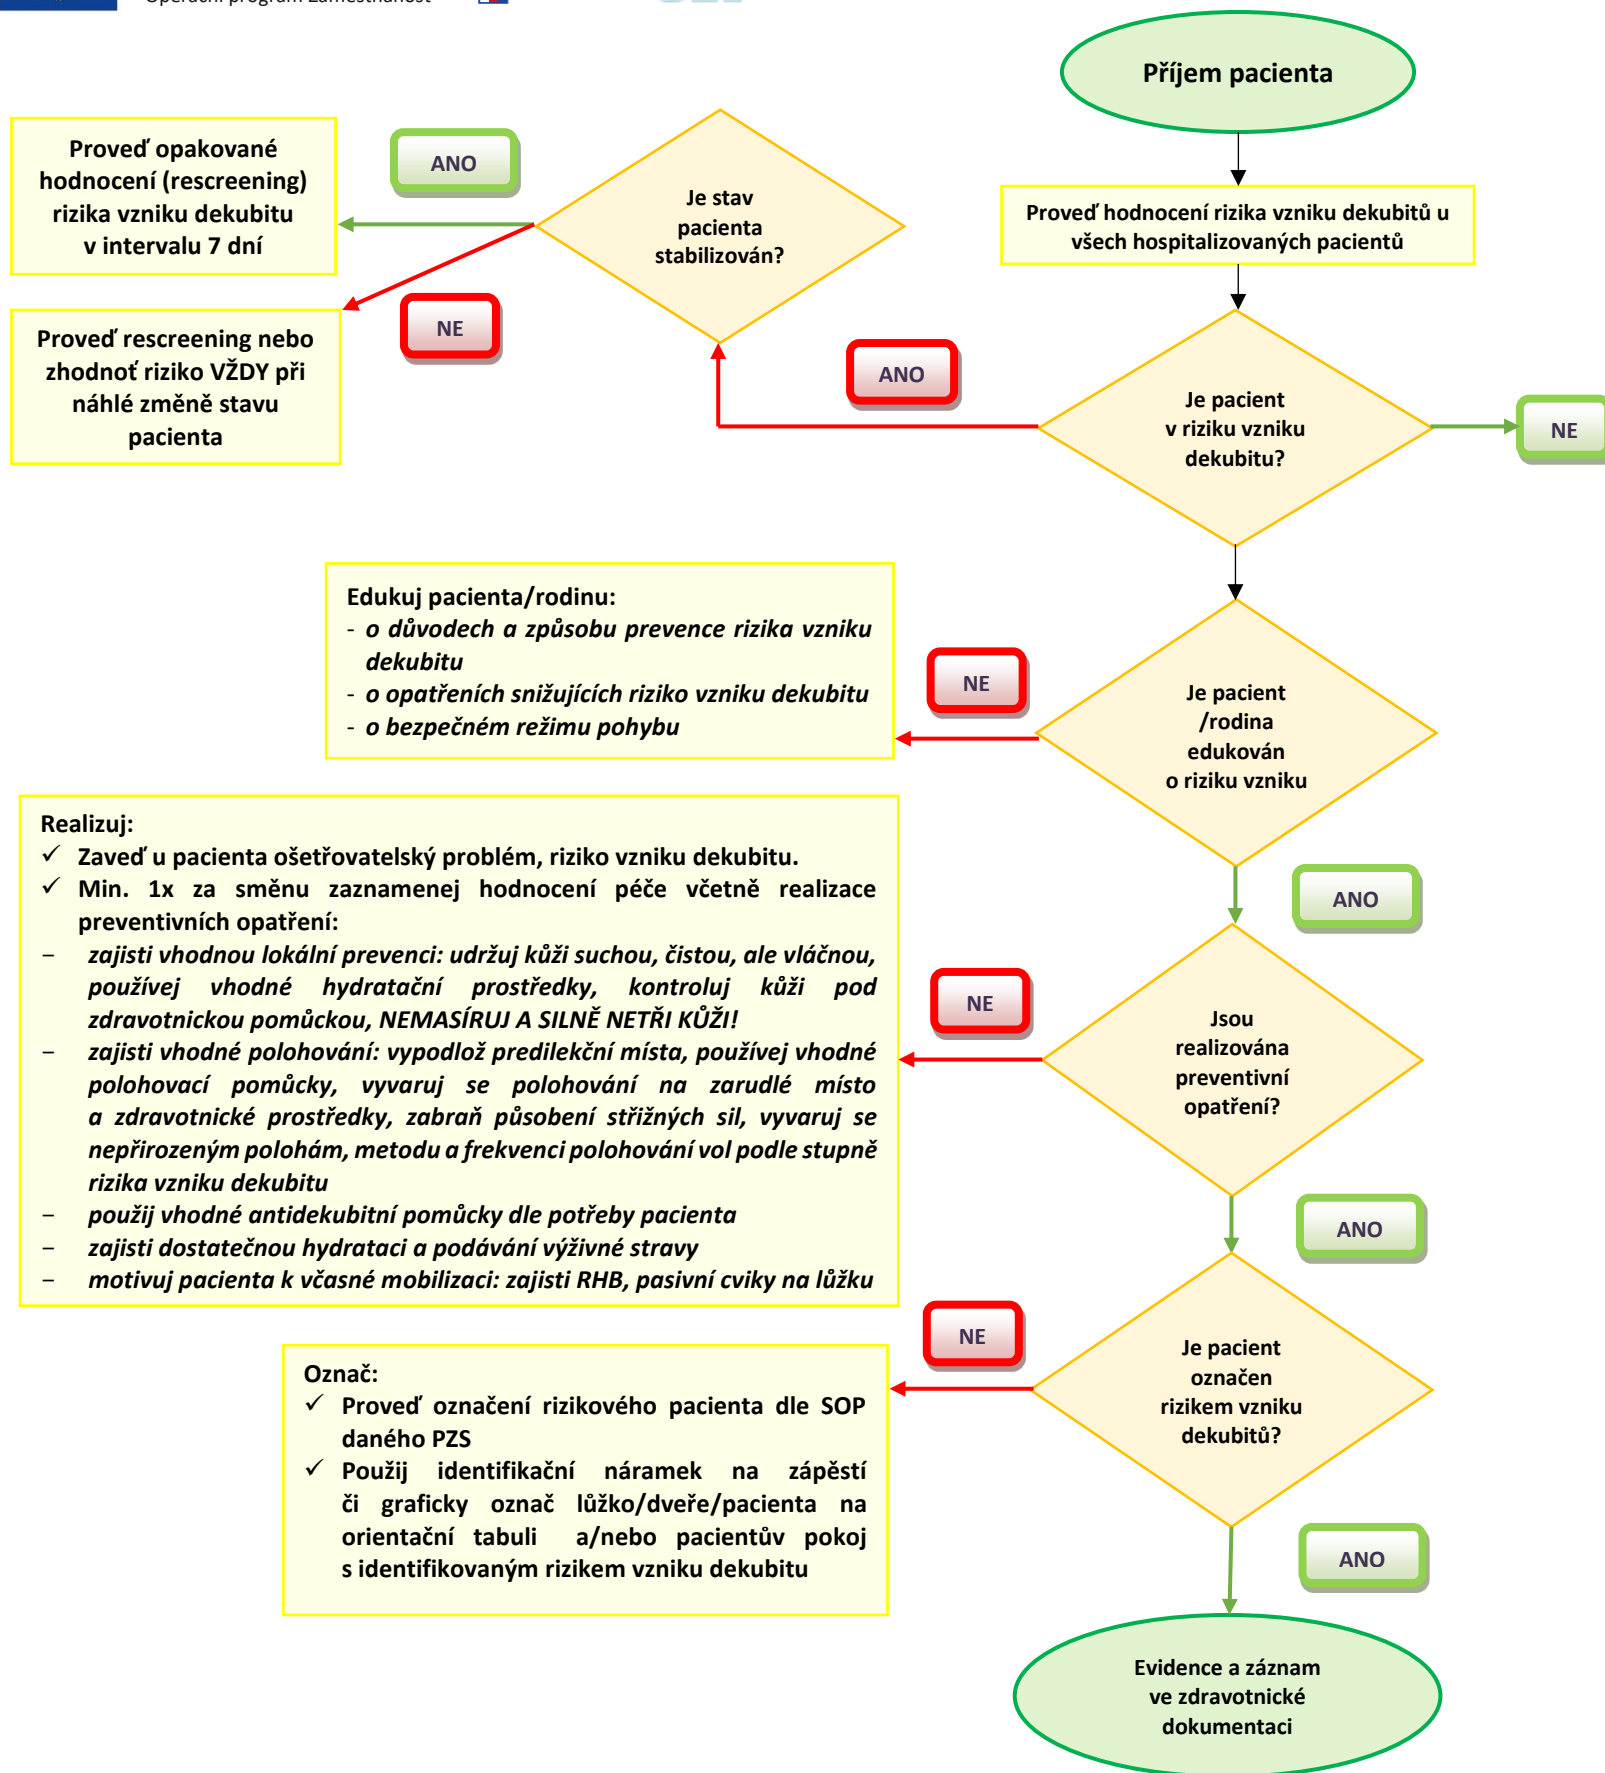 Operační program Zaměstnanost
Příjem pacienta
Proveď hodnocení rizika vzniku dekubitů u
všech hospitalizovaných pacientů
Je pacient
v riziku vzniku
dekubitu?
NE
ANO
Je stav
pacienta
stabilizován?
ANO
Proveď opakované
hodnocení (rescreening)
rizika vzniku dekubitu
v intervalu 7 dní
NE
Proveď rescreening nebo
zhodnoť riziko VŽDY při
náhlé změně stavu
pacienta
Je pacient
/rodina
edukován
o riziku vzniku
NE
Edukuj pacienta/rodinu:
- o důvodech a způsobu prevence rizika vzniku
dekubitu
- o opatřeních snižujících riziko vzniku dekubitu
- o bezpečném režimu pohybu
ANO
Jsou
realizována
preventivní
opatření?
NE
Realizuj:
✓ Zaveď u pacienta ošetřovatelský problém, riziko vzniku dekubitu.
✓ Min. 1x za směnu zaznamenej hodnocení péče včetně realizace
preventivních opatření:
– zajisti vhodnou lokální prevenci: udržuj kůži suchou, čistou, ale vláčnou,
používej vhodné hydratační prostředky, kontroluj kůži pod
zdravotnickou pomůckou, NEMASÍRUJ A SILNĚ NETŘI KŮŽI!
– zajisti vhodné polohování: vypodlož predilekční místa, používej vhodné
polohovací pomůcky, vyvaruj se polohování na zarudlé místo
a zdravotnické prostředky, zabraň působení střižných sil, vyvaruj se
nepřirozeným polohám, metodu a frekvenci polohování vol podle stupně
rizika vzniku dekubitu
– použij vhodné antidekubitní pomůcky dle potřeby pacienta
– zajisti dostatečnou hydrataci a podávání výživné stravy
– motivuj pacienta k včasné mobilizaci: zajisti RHB, pasivní cviky na lůžku
ANO
Je pacient
označen
rizikem vzniku
dekubitů?
NE
Označ:
✓ Proveď označení rizikového pacienta dle SOP
daného PZS
✓ Použij identifikační náramek na zápěstí
či graficky označ lůžko/dveře/pacienta na
orientační tabuli a/nebo pacientův pokoj
s identifikovaným rizikem vzniku dekubitu
ANO
Evidence a záznam
ve zdravotnické
dokumentaci